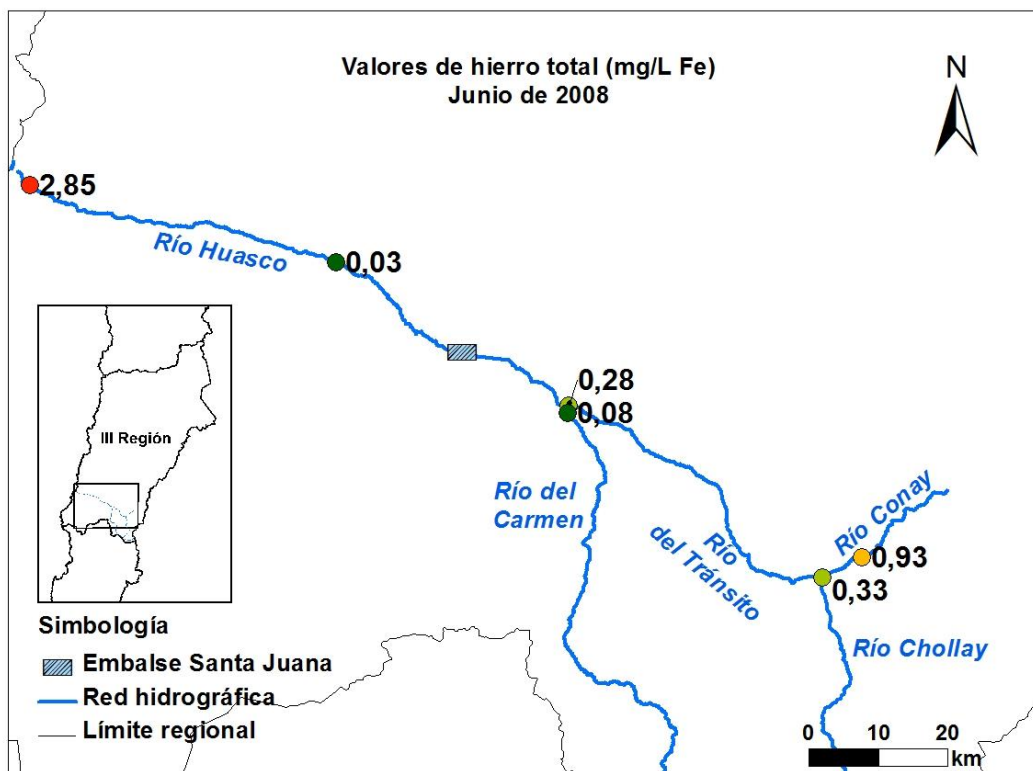 Valores de hierro total (mg/L Fe)
Junio de 2008
N
2,85
Río Huasco
0,03
0,28
0,08
III Región
Río del
Carmen
Río
del Tránsito
Río Conay
0,93
0,33
Río Chollay
Simbología
Embalse Santa Juana
Red hidrográfica
Límite regional
0 10 20
km